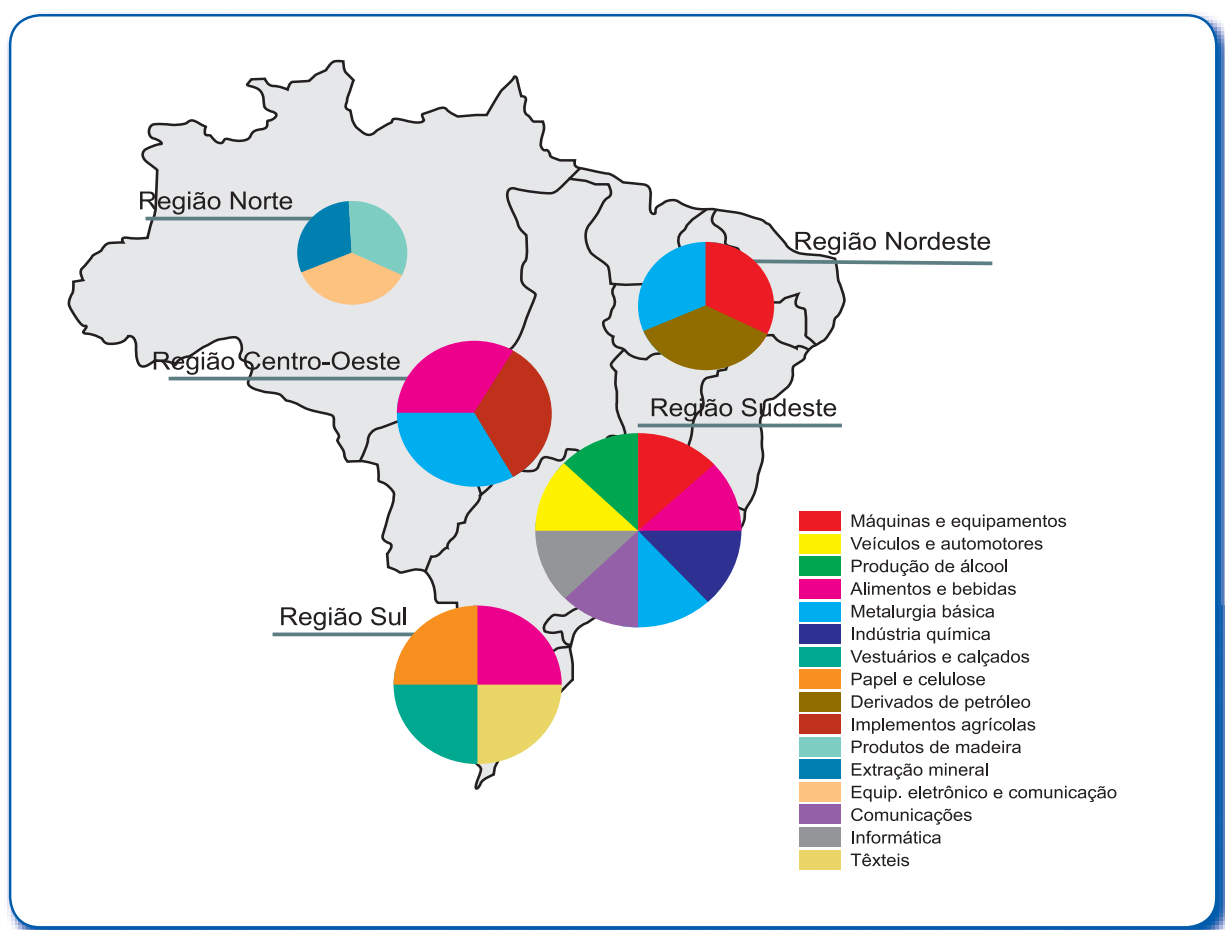 Região Norte
Região Nordeste
Região Centro-Oeste
Região Sudeste
Região Sul
Máquinas e equipamentos
Veículos e automotores
Produção de álcool
Alimentos e bebidas
Metalurgia básica
Indústria química
Vestuários e calçados
Papel e celulose
Derivados de petróleo
Implementos agrícolas
Produtos de madeira
Extração mineral
Equip. eletrônico e comunicação
Comunicações
Informática
Têxteis